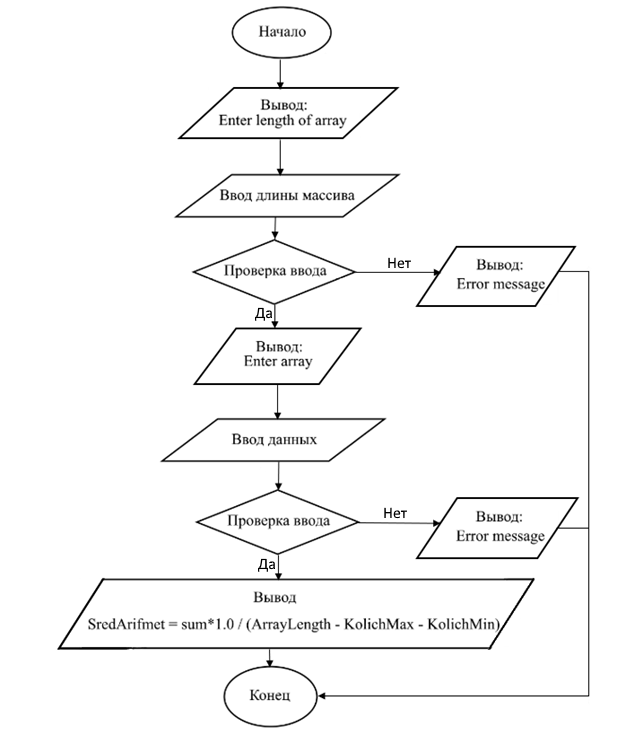 Начало
Вывод:
Enter length of array
Ввод длины массива
Проверка ввода
Нет
Вывод:
Error message
Да
Вывод:
Enter array
Ввод данных
Проверка ввода
Нет
Вывод:
Error message
Да
Вывод
SredArifmet = sum*1.0 / (ArrayLength - KolichMax - KolichMin)
Конец